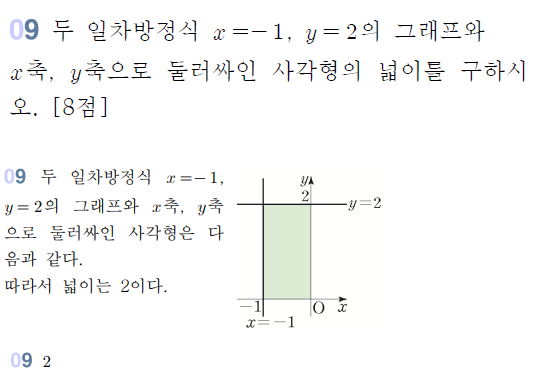 09 두 일차방정식 x=-1, y=2의 그래프와
x축, y축으로 둘러싸인 사각형의 넓이를 구하시
오. [8점]
09 두 일차방정식 x=-1,
y=2의 그래프와 x축, y축
으로 둘러싸인 사각형은 다
음과 같다.
따라서 넓이는 2이다.
y
2
y=2
-1
O
x
x=-1
09 2